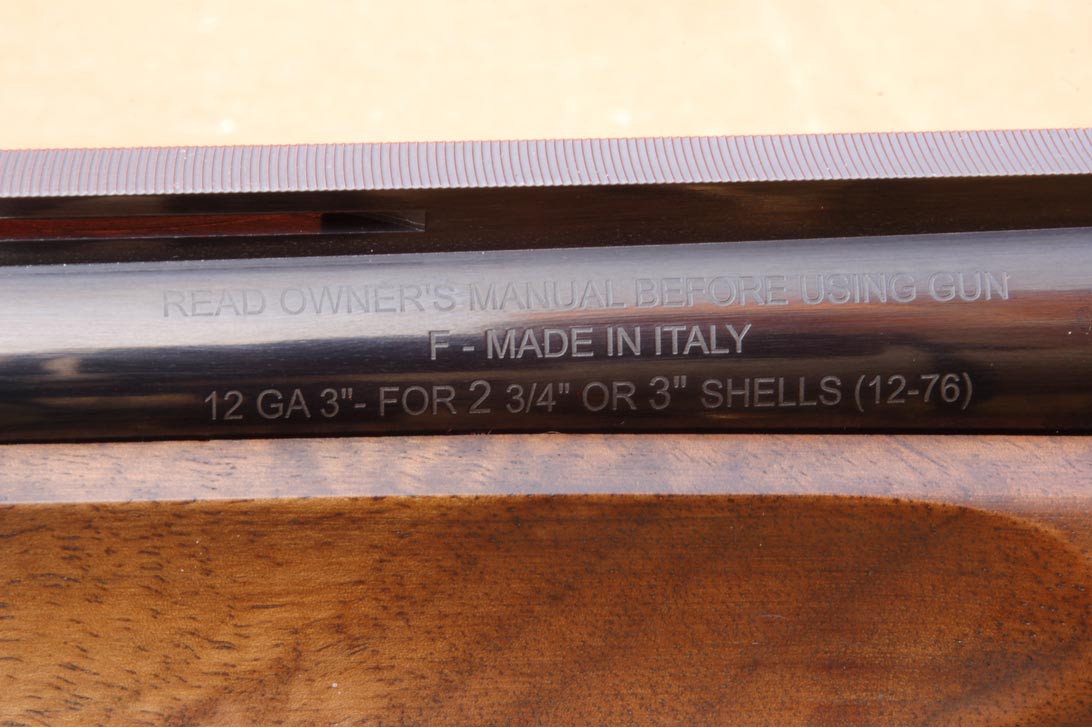 READ OWNER'S MANUAL BEFORE USING GUN
F - MADE IN ITALY
12 GA 3"- FOR 2 3/4" OR 3" SHELLS (12-76)